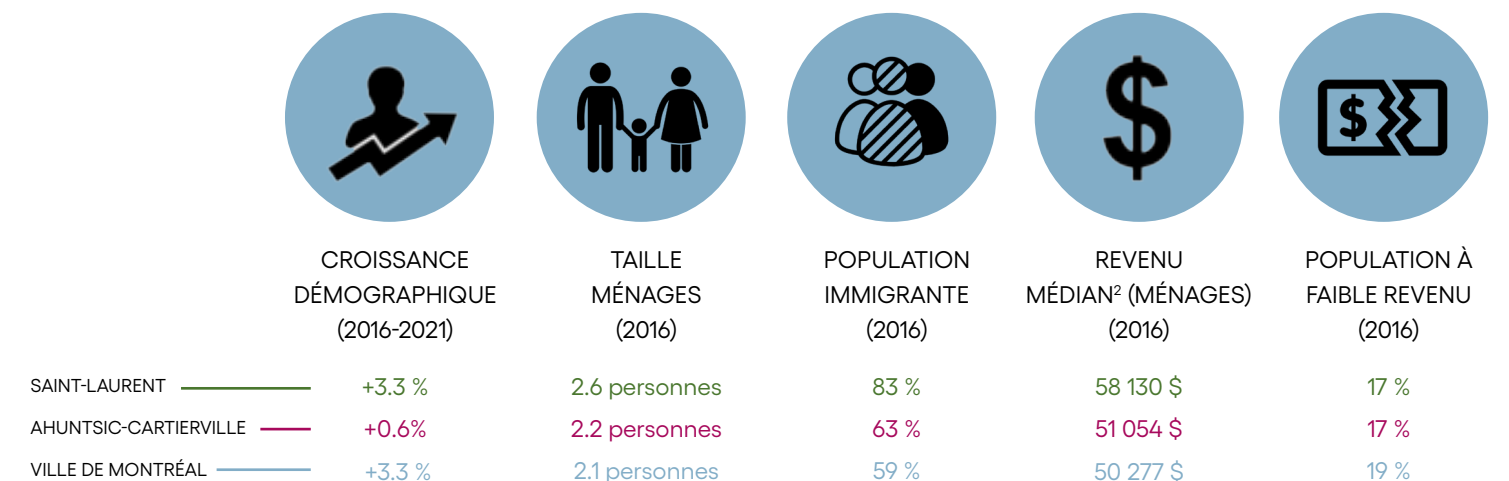 $
$
CROISSANCE
DÉMOGRAPHIQUE
(2016-2021)
TAILLE
MÉNAGES
(2016)
POPULATION
IMMIGRANTE
(2016)
REVENU
MÉDIAN² (MÉNAGES)
(2016)
POPULATION À
FAIBLE REVENU
(2016)
SAINT-LAURENT +3.3 % 2.6 personnes 83 % 58 130 $ 17 %
AHUNTSIC-CARTIERVILLE +0.6% 2.2 personnes 63 % 51 054 $ 17 %
VILLE DE MONTRÉAL +3.3 % 2.1 personnes 59 % 50 277 $ 19 %